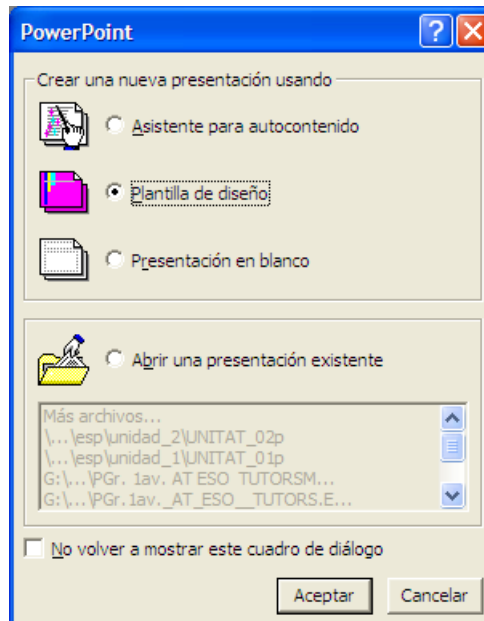 PowerPoint
Crear una nueva presentación usando
Asistente para autocontenido
Plantilla de diseño
Presentación en blanco
Abrir una presentación existente
Más archivos...
\...\esp\unidad_2\UNITAT_02p
\...\esp\unidad_1\UNITAT_01p
G:\...\PGr. 1av. AT ESO TUTORSM...
G:\...\PGr. 1av._AT_ESO__TUTORS.E...
No volver a mostrar este cuadro de diálogo
Aceptar Cancelar